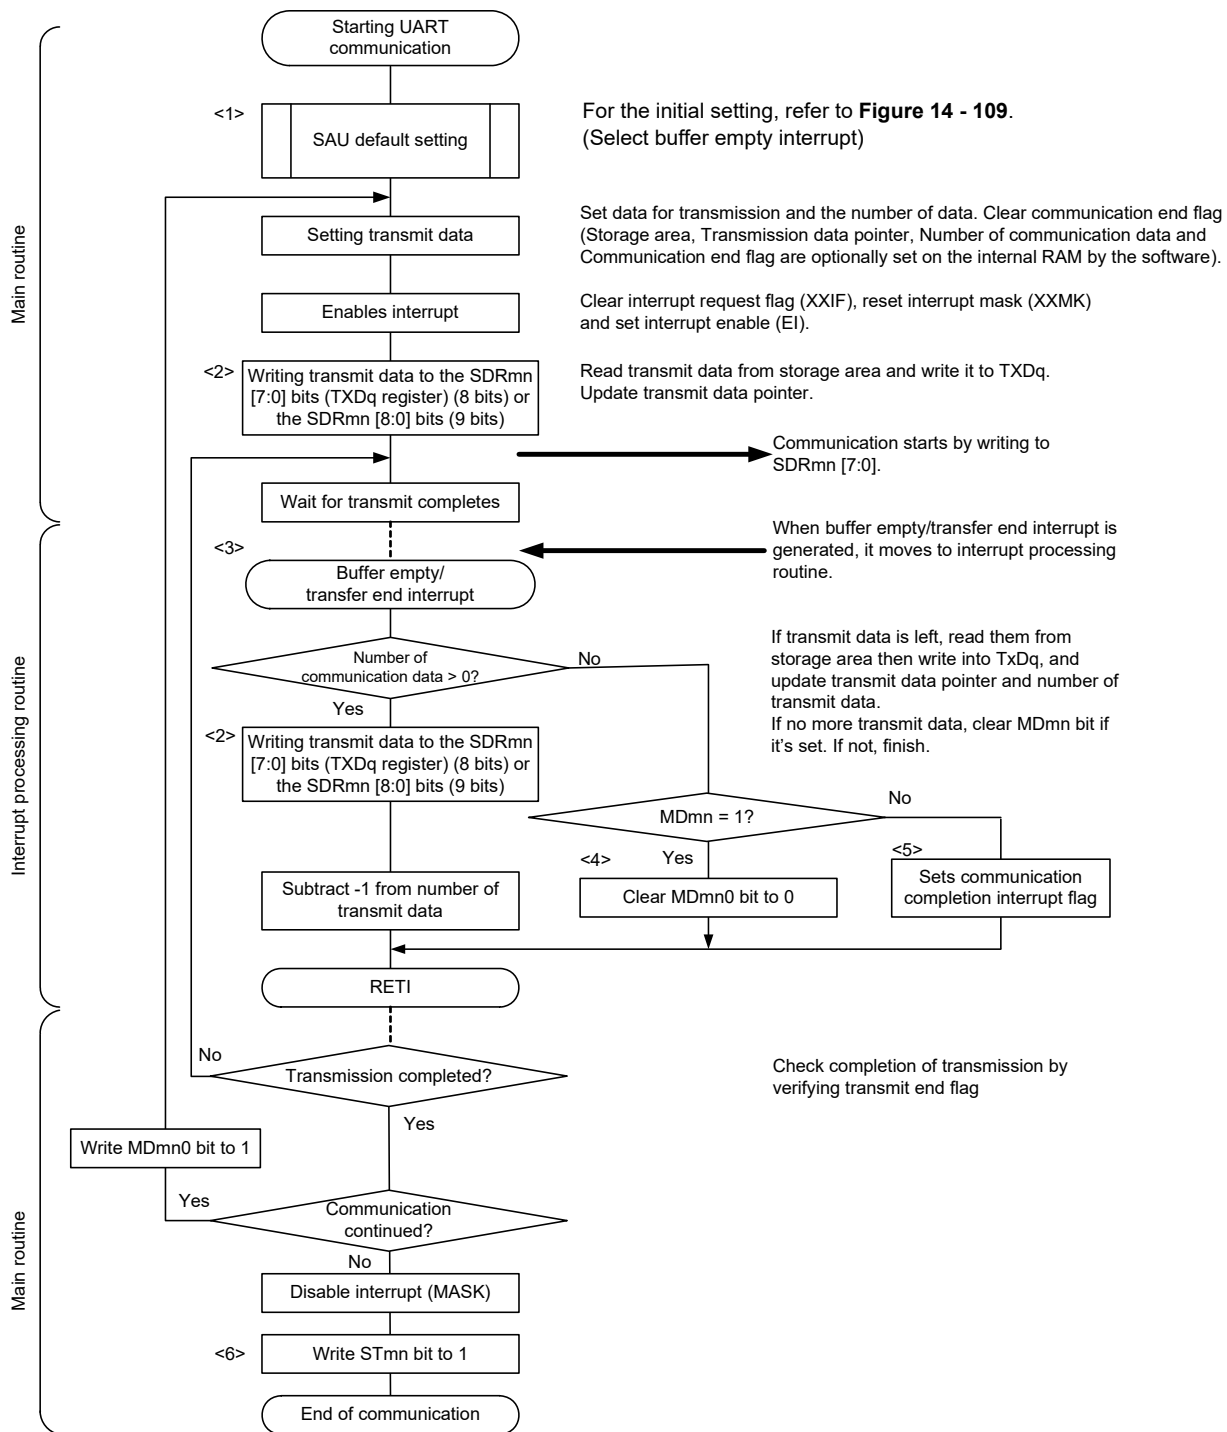 Starting UART
communication
<1>
SAU default setting
For the initial setting, refer to Figure 14 - 109.
(Select buffer empty interrupt)
Main routine
Setting transmit data
Set data for transmission and the number of data. Clear communication end flag
(Storage area, Transmission data pointer, Number of communication data and
Communication end flag are optionally set on the internal RAM by the software).
Enables interrupt
Clear interrupt request flag (XXIF), reset interrupt mask (XXMK)
and set interrupt enable (EI).
<2>
Writing transmit data to the SDRmn
[7:0] bits (TXDq register) (8 bits) or
the SDRmn [8:0] bits (9 bits)
Read transmit data from storage area and write it to TXDq.
Update transmit data pointer.
Communication starts by writing to
SDRmn [7:0].
Wait for transmit completes
When buffer empty/transfer end interrupt is
generated, it moves to interrupt processing
routine.
<3>
Buffer empty/
transfer end interrupt
Interrupt processing routine
Number of
communication data > 0?
No
Yes
If transmit data is left, read them from
storage area then write into TxDq, and
update transmit data pointer and number of
transmit data.
If no more transmit data, clear MDmn bit if
it's set. If not, finish.
<2>
Writing transmit data to the SDRmn
[7:0] bits (TXDq register) (8 bits) or
the SDRmn [8:0] bits (9 bits)
MDmn = 1?
No
Yes
<4>
Clear MDmn0 bit to 0
<5>
Sets communication
completion interrupt flag
Subtract -1 from number of
transmit data
RETI
No
Transmission completed?
Yes
Check completion of transmission by
verifying transmit end flag
Write MDmn0 bit to 1
Main routine
Yes
Communication
continued?
No
Disable interrupt (MASK)
<6>
Write STmn bit to 1
End of communication